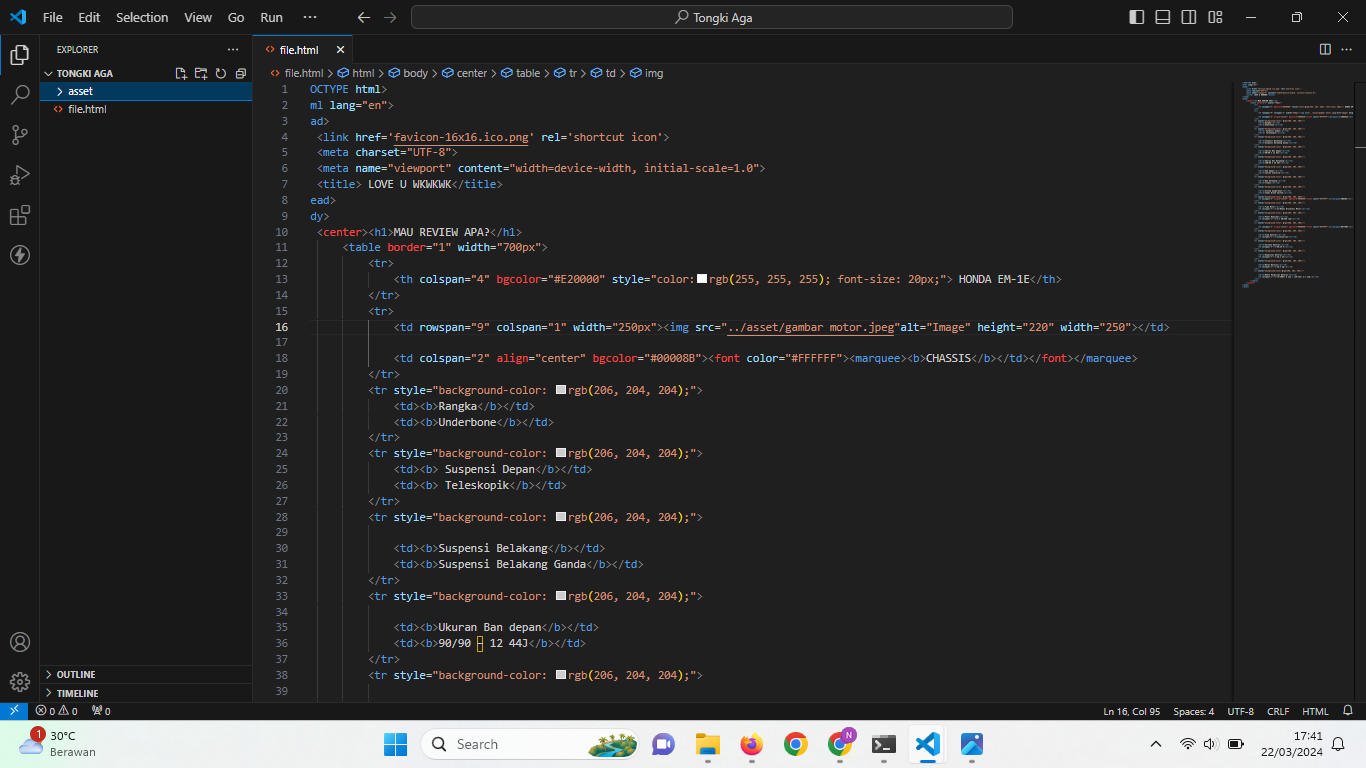 File Edit Selection View Go Run ··· Tongki Aga
EXPLORER ···
TONGKI AGA
asset
file.html
OUTLINE
TIMELINE
file.html
file.html > html > body > center > table > tr > td > img
1 OCTYPE html>
2 ml lang="en">
3 ad>
4 <link href='favicon-16x16.ico.png' rel='shortcut icon'>
5 <meta charset="UTF-8">
6 <meta name="viewport" content="width=device-width, initial-scale=1.0">
7 <title> LOVE U WKWKWK</title>
8 ead>
9 dy>
10 <center><h1>MAU REVIEW APA?</h1>
11 <table border="1" width="700px">
12 <tr>
13 <th colspan="4" bgcolor="#E20000" style="color:rgb(255, 255, 255); font-size: 20px;"> HONDA EM-1E</th>
14 </tr>
15 <tr>
16 <td rowspan="9" colspan="1" width="250px"><img src="../asset/gambar motor.jpeg"alt="Image" height="220" width="250"></td>
17
18 <td colspan="2" align="center" bgcolor="#00008B"><font color="#FFFFFF"><marquee><b>CHASSIS</b></td></font></marquee>
19 </tr>
20 <tr style="background-color: rgb(206, 204, 204);">
21 <td><b>Rangka</b></td>
22 <td><b>Underbone</b></td>
23 </tr>
24 <tr style="background-color: rgb(206, 204, 204);">
25 <td><b> Suspensi Depan</b></td>
26 <td><b> Teleskopik</b></td>
27 </tr>
28 <tr style="background-color: rgb(206, 204, 204);">
29
30 <td><b>Suspensi Belakang</b></td>
31 <td><b>Suspensi Belakang Ganda</b></td>
32 </tr>
33 <tr style="background-color: rgb(206, 204, 204);">
34
35 <td><b>Ukuran Ban depan</b></td>
36 <td><b>90/90 – 12 44J</b></td>
37 </tr>
38 <tr style="background-color: rgb(206, 204, 204);">
39
0 0 0 Ln 16, Col 95 Spaces: 4 UTF-8 CRLF HTML
1 30°C
Berawan
Search
N
17:41
22/03/2024